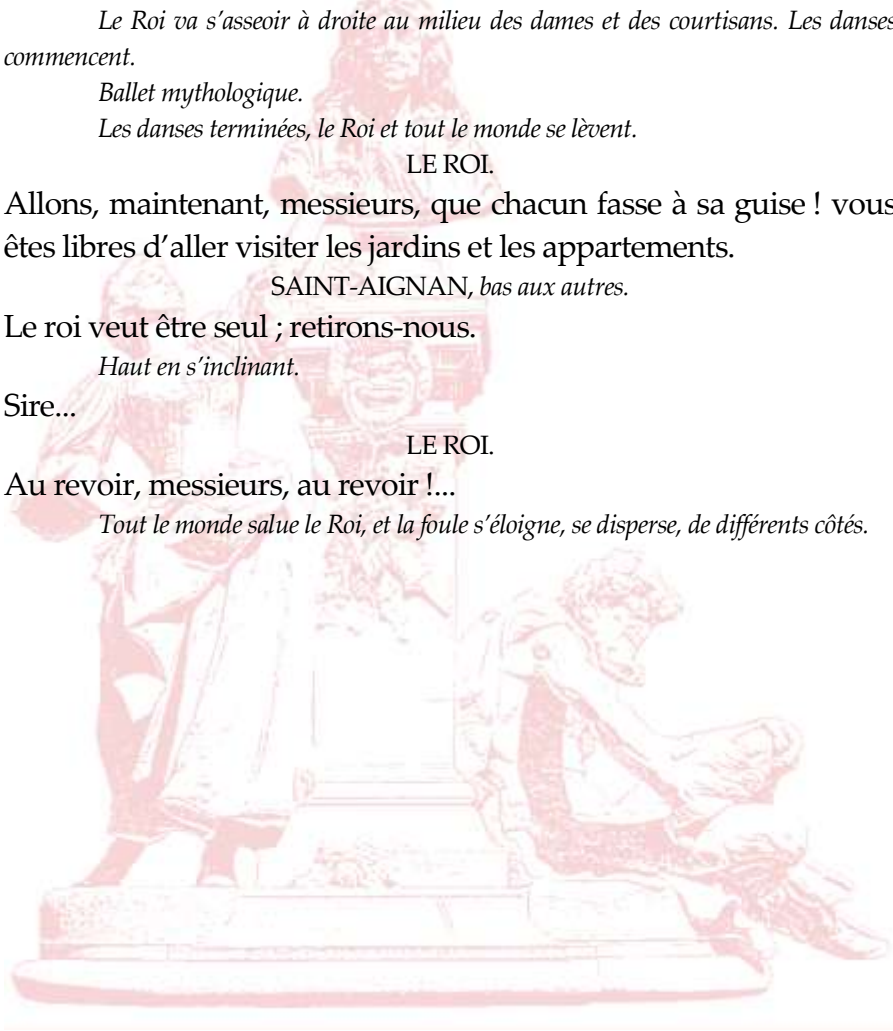 Le Roi va s’asseoir à droite au milieu des dames et des courtisans. Les danses
commencent.
Ballet mythologique.
Les danses terminées, le Roi et tout le monde se lèvent.
LE ROI.
Allons, maintenant, messieurs, que chacun fasse à sa guise ! vous
êtes libres d’aller visiter les jardins et les appartements.
SAINT-AIGNAN, bas aux autres.
Le roi veut être seul ; retirons-nous.
Haut en s’inclinant.
Sire...
LE ROI.
Au revoir, messieurs, au revoir !...
Tout le monde salue le Roi, et la foule s’éloigne, se disperse, de différents côtés.